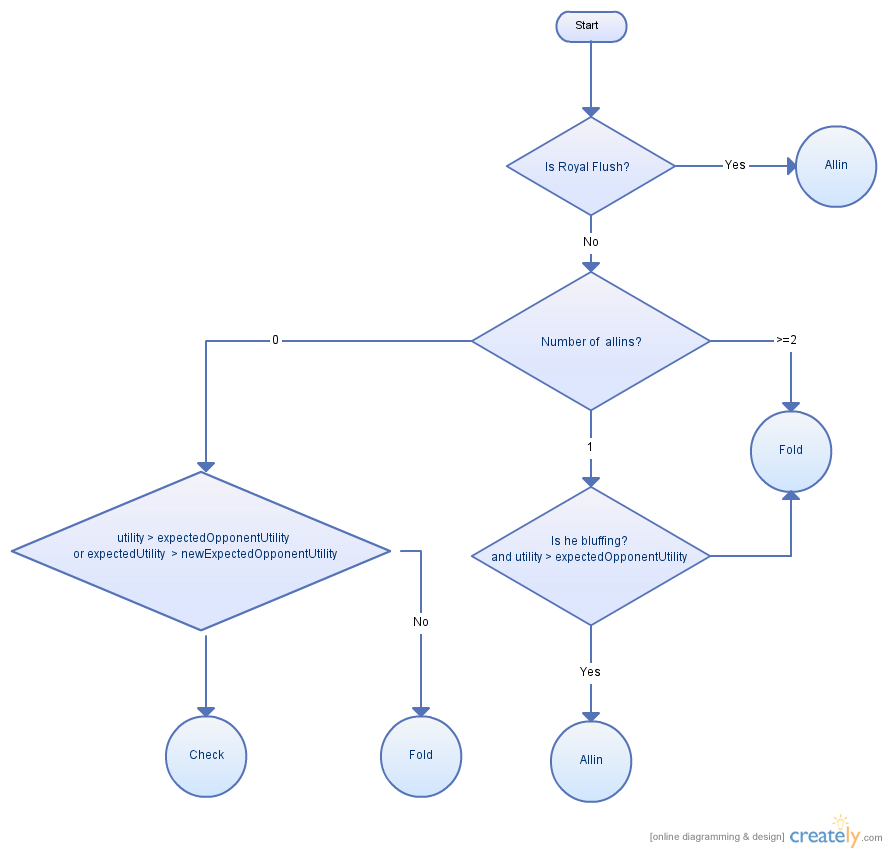 Start
Is Royal Flush?
Yes
Allin
No
Number of allins?
0
>=2
1
Fold
utility > expectedOpponentUtility
or expectedUtility > newExpectedOpponentUtility
Is he bluffing?
and utility > expectedOpponentUtility
No
Yes
Check
Fold
Allin
[online diagramming & design] creately.com